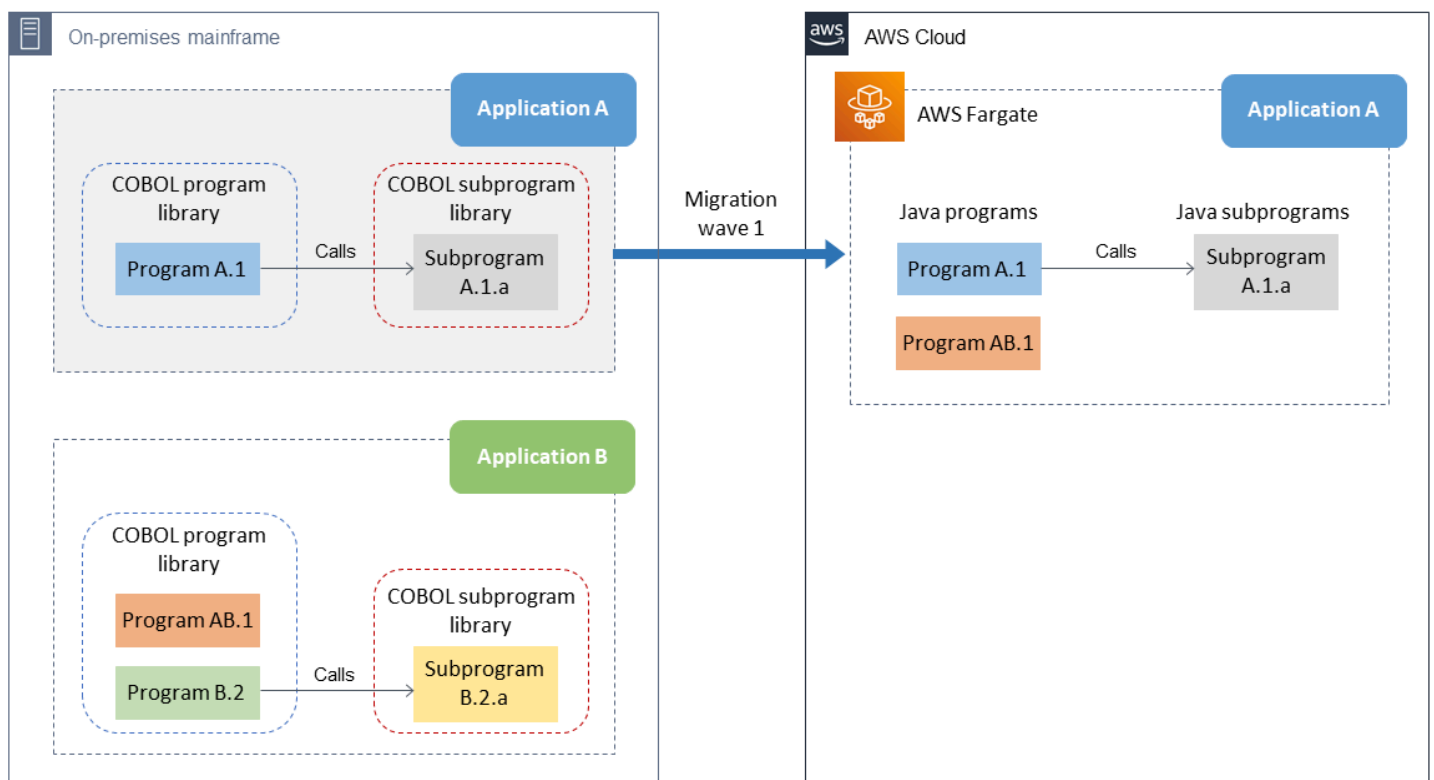 On-premises mainframe
Application A
COBOL program
library
Program A.1
Calls
COBOL subprogram
library
Subprogram
A.1.a
Application B
COBOL program
library
Program AB.1
Program B.2
Calls
COBOL subprogram
library
Subprogram
B.2.a
Migration
wave 1
aws
AWS Cloud
AWS Fargate
Application A
Java programs
Program A.1
Calls
Java subprograms
Subprogram
A.1.a
Program AB.1